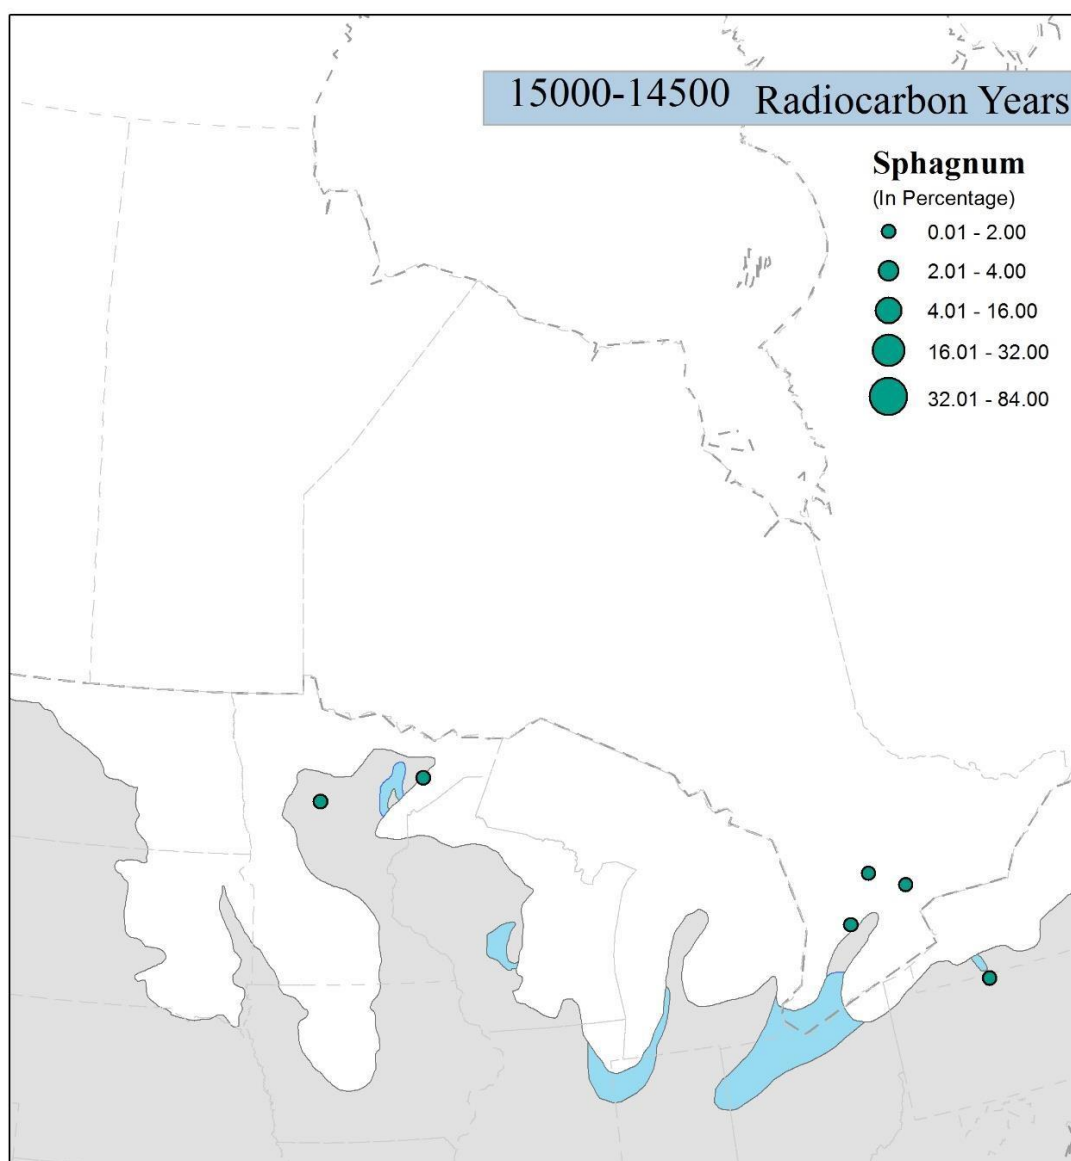 15000-14500 Radiocarbon Years
Sphagnum
(In Percentage)
0.01 - 2.00
2.01 - 4.00
4.01 - 16.00
16.01 - 32.00
32.01 - 84.00